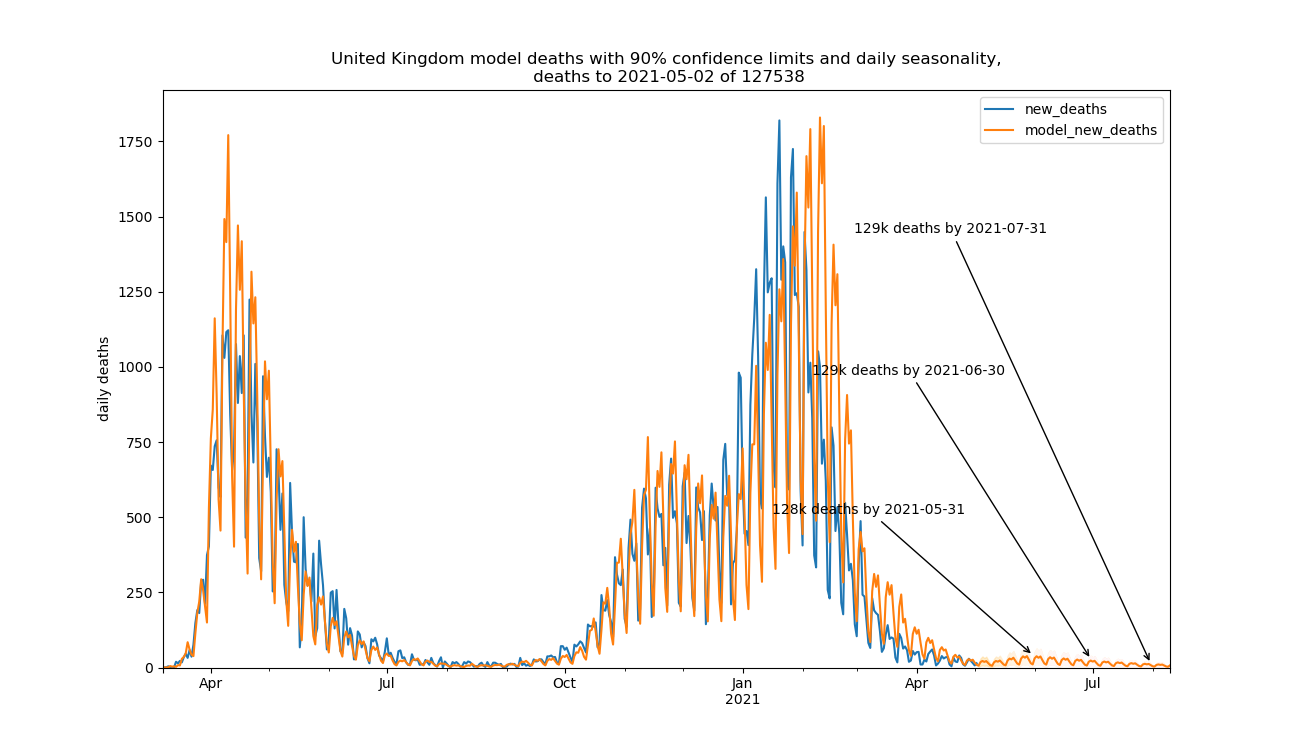 United Kingdom model deaths with 90% confidence limits and daily seasonality,
deaths to 2021-05-02 of 127538
new_deaths
model_new_deaths
1750
1500
1250
1000
750
500
250
0
daily deaths
129k deaths by 2021-07-31
129k deaths by 2021-06-30
128k deaths by 2021-05-31
Apr
Jul
Oct
Jan
2021
Apr
Jul